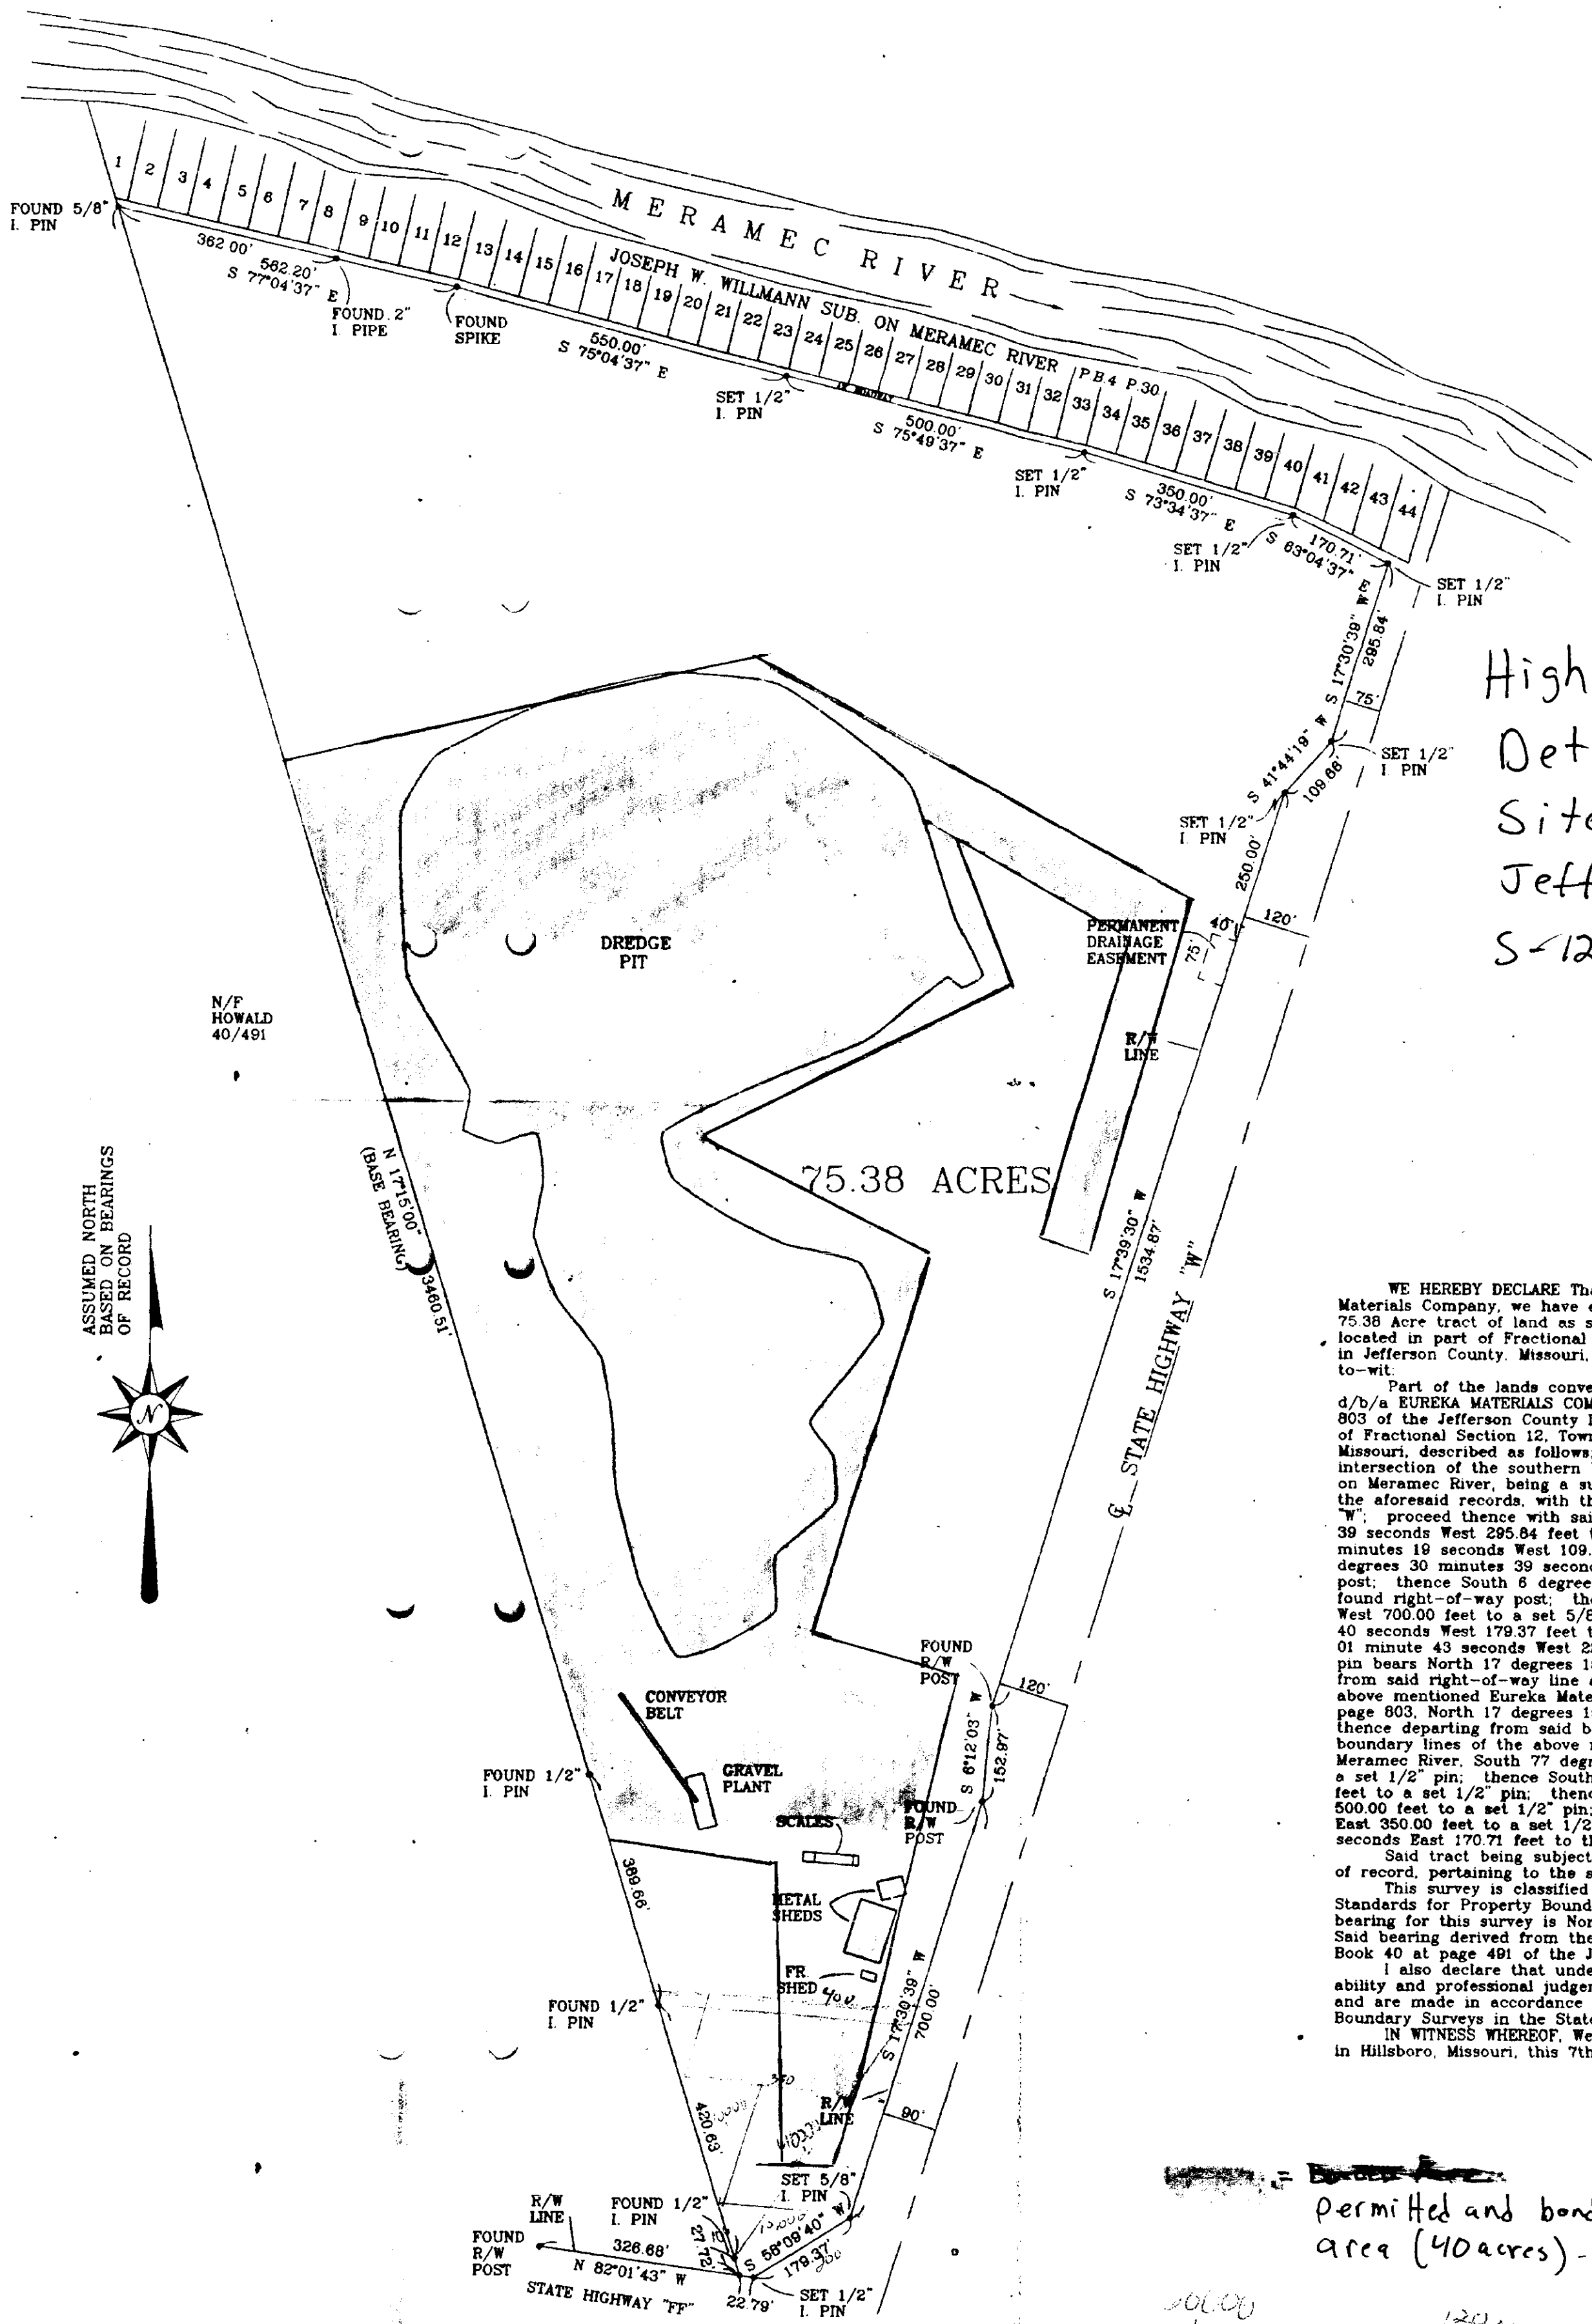 MERAMEC RIVER
1 2 3 4 5 6 7 8 9 10 11 12 13 14 15 16 17 18 19 20 21 22 23 24 25 26 27 28 29 30 31 32 33 34 35 36 37 38 39 40 41 42 43 44
JOSEPH W. WILLMANN SUB. ON MERAMEC RIVER P.B.4 P.30
FOUND 5/8"
I. PIN
362.00'
562.20'
S 77°04'37" E
FOUND 2"
I. PIPE
FOUND
SPIKE
550.00'
S 75°04'37" E
SET 1/2"
I. PIN
ROADWAY
500.00'
S 75°49'37" E
SET 1/2"
I. PIN
350.00'
S 73°34'37" E
SET 1/2"
I. PIN
170.71'
S 63°04'37" E
SET 1/2"
I. PIN
S 17°30'39" W
295.84'
75'
SET 1/2"
I. PIN
S 41°44'19" W
109.66'
SET 1/2"
I. PIN
250.00'
120'
40'
75'
PERMANENT
DRAINAGE
EASEMENT
R/W
LINE
High
Det
Site
Jeff
S-12
DREDGE
PIT
N/F
HOWALD
40/491
75.38 ACRES
N 17°15'00"
(BASE BEARING)
3460.51'
ASSUMED NORTH
BASED ON BEARINGS
OF RECORD
N
S 17°39'30" W
1534.87'
℄ STATE HIGHWAY "W"
WE HEREBY DECLARE Tha
Materials Company, we have e
75.38 Acre tract of land as s
located in part of Fractional
in Jefferson County. Missouri,
to-wit:
Part of the lands conve
d/b/a EUREKA MATERIALS COM
803 of the Jefferson County
of Fractional Section 12, Tow
Missouri, described as follows:
intersection of the southern
on Meramec River, being a su
the aforesaid records, with th
"W"; proceed thence with sai
39 seconds West 295.84 feet t
minutes 19 seconds West 109.
degrees 30 minutes 39 second
post; thence South 6 degree
found right-of-way post; the
West 700.00 feet to a set 5/8
40 seconds West 179.37 feet t
01 minute 43 seconds West 2
pin bears North 17 degrees 1
from said right-of-way line a
above mentioned Eureka Mate
page 803, North 17 degrees 1
thence departing from said b
boundary lines of the above
Meramec River, South 77 degr
a set 1/2" pin; thence South
feet to a set 1/2" pin; thenc
500.00 feet to a set 1/2" pin;
East 350.00 feet to a set 1/2
seconds East 170.71 feet to th
Said tract being subject
of record, pertaining to the s
This survey is classified
Standards for Property Bound
bearing for this survey is Nor
Said bearing derived from the
Book 40 at page 491 of the J
I also declare that unde
ability and professional judger
and are made in accordance
Boundary Surveys in the State
IN WITNESS WHEREOF, We
in Hillsboro, Missouri, this 7th
FOUND
R/W
POST
120'
S 6°12'03" W
152.97'
FOUND
R/W
POST
CONVEYOR
BELT
GRAVEL
PLANT
SCALES
METAL
SHEDS
FR.
SHED
400
FOUND 1/2"
I. PIN
389.66'
FOUND 1/2"
I. PIN
S 17°30'39" W
700.00'
R/W
LINE
90'
420.63'
SET 5/8"
I. PIN
R/W
LINE
FOUND 1/2"
I. PIN
FOUND
R/W
POST
326.68'
N 82°01'43" W
STATE HIGHWAY "FF"
27.72'
10'
S 58°09'40" W
179.37'
200
22.79'
SET 1/2"
I. PIN
=
permitted and bond
area (40 acres) -